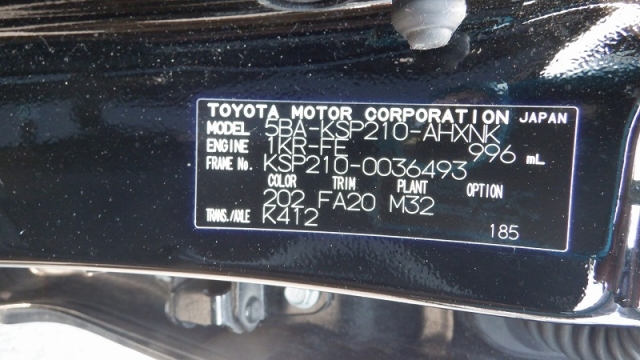 TOYOTA MOTOR CORPORATION JAPAN
MODEL 5BA-KSP210-AHXNK
ENGINE 1KR-FE 996 mL
FRAME No. KSP210-0036493
COLOR TRIM PLANT OPTION
202 FA20 M32
TRANS./AXLE K412
185